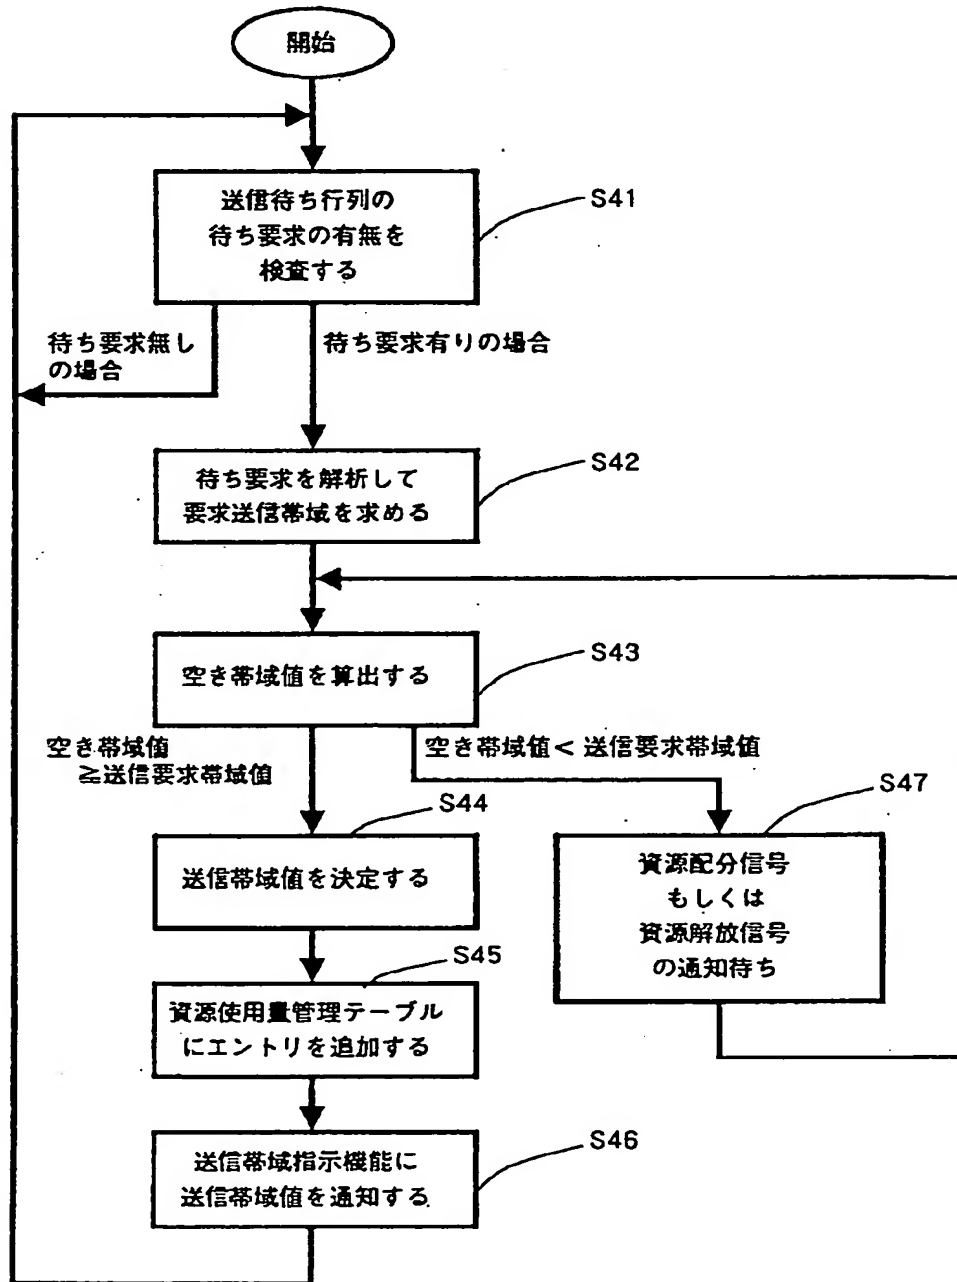 開始
送信待ち行列の
待ち要求の有無を
検査する
S41
待ち要求無し
の場合
待ち要求有りの場合
待ち要求を解析して
要求送信帯域を求める
S42
空き帯域値を算出する
S43
空き帯域値
≧送信要求帯域値
空き帯域値 < 送信要求帯域値
S44
送信帯域値を決定する
S47
資源配分信号
もしくは
資源解放信号
の通知待ち
S45
資源使用量管理テーブル
にエントリを追加する
S46
送信帯域指示機能に
送信帯域値を通知する